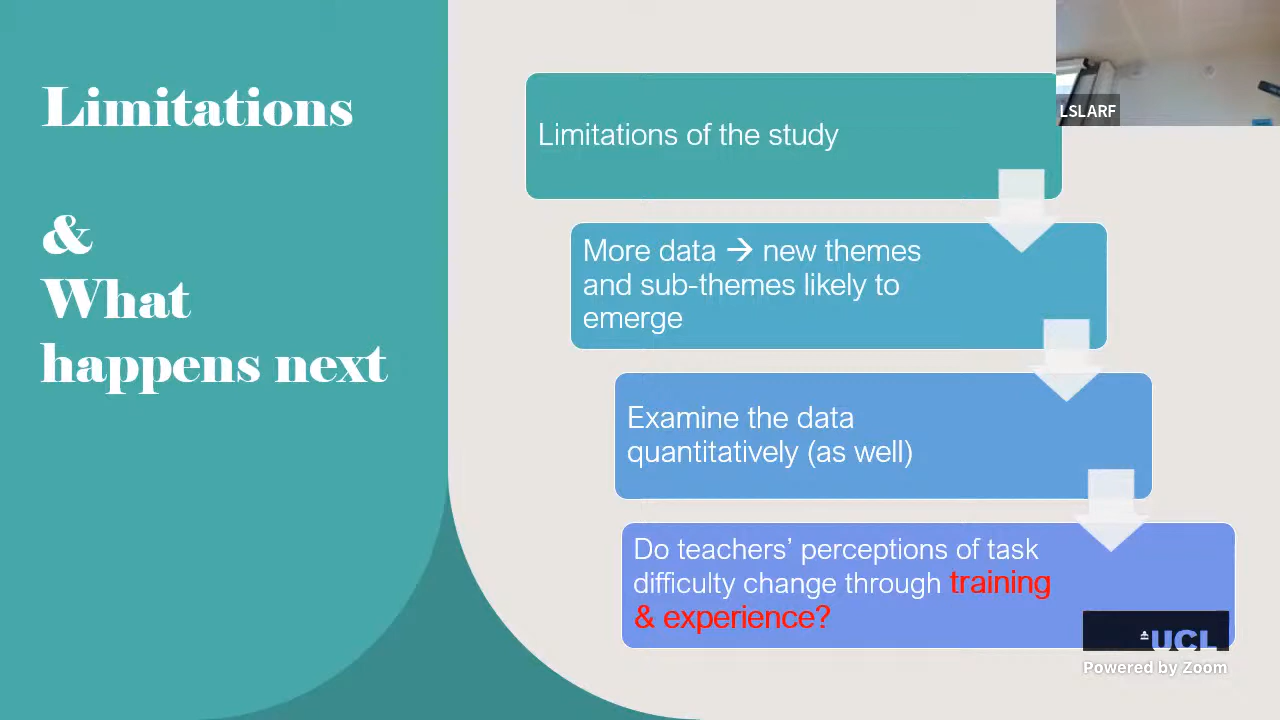 Limitations
&
What
happens next
Limitations of the study
More data → new themes
and sub-themes likely to
emerge
Examine the data
quantitatively (as well)
Do teachers’ perceptions of task
difficulty change through training
& experience?
LSLARF
UCL
Powered by Zoom